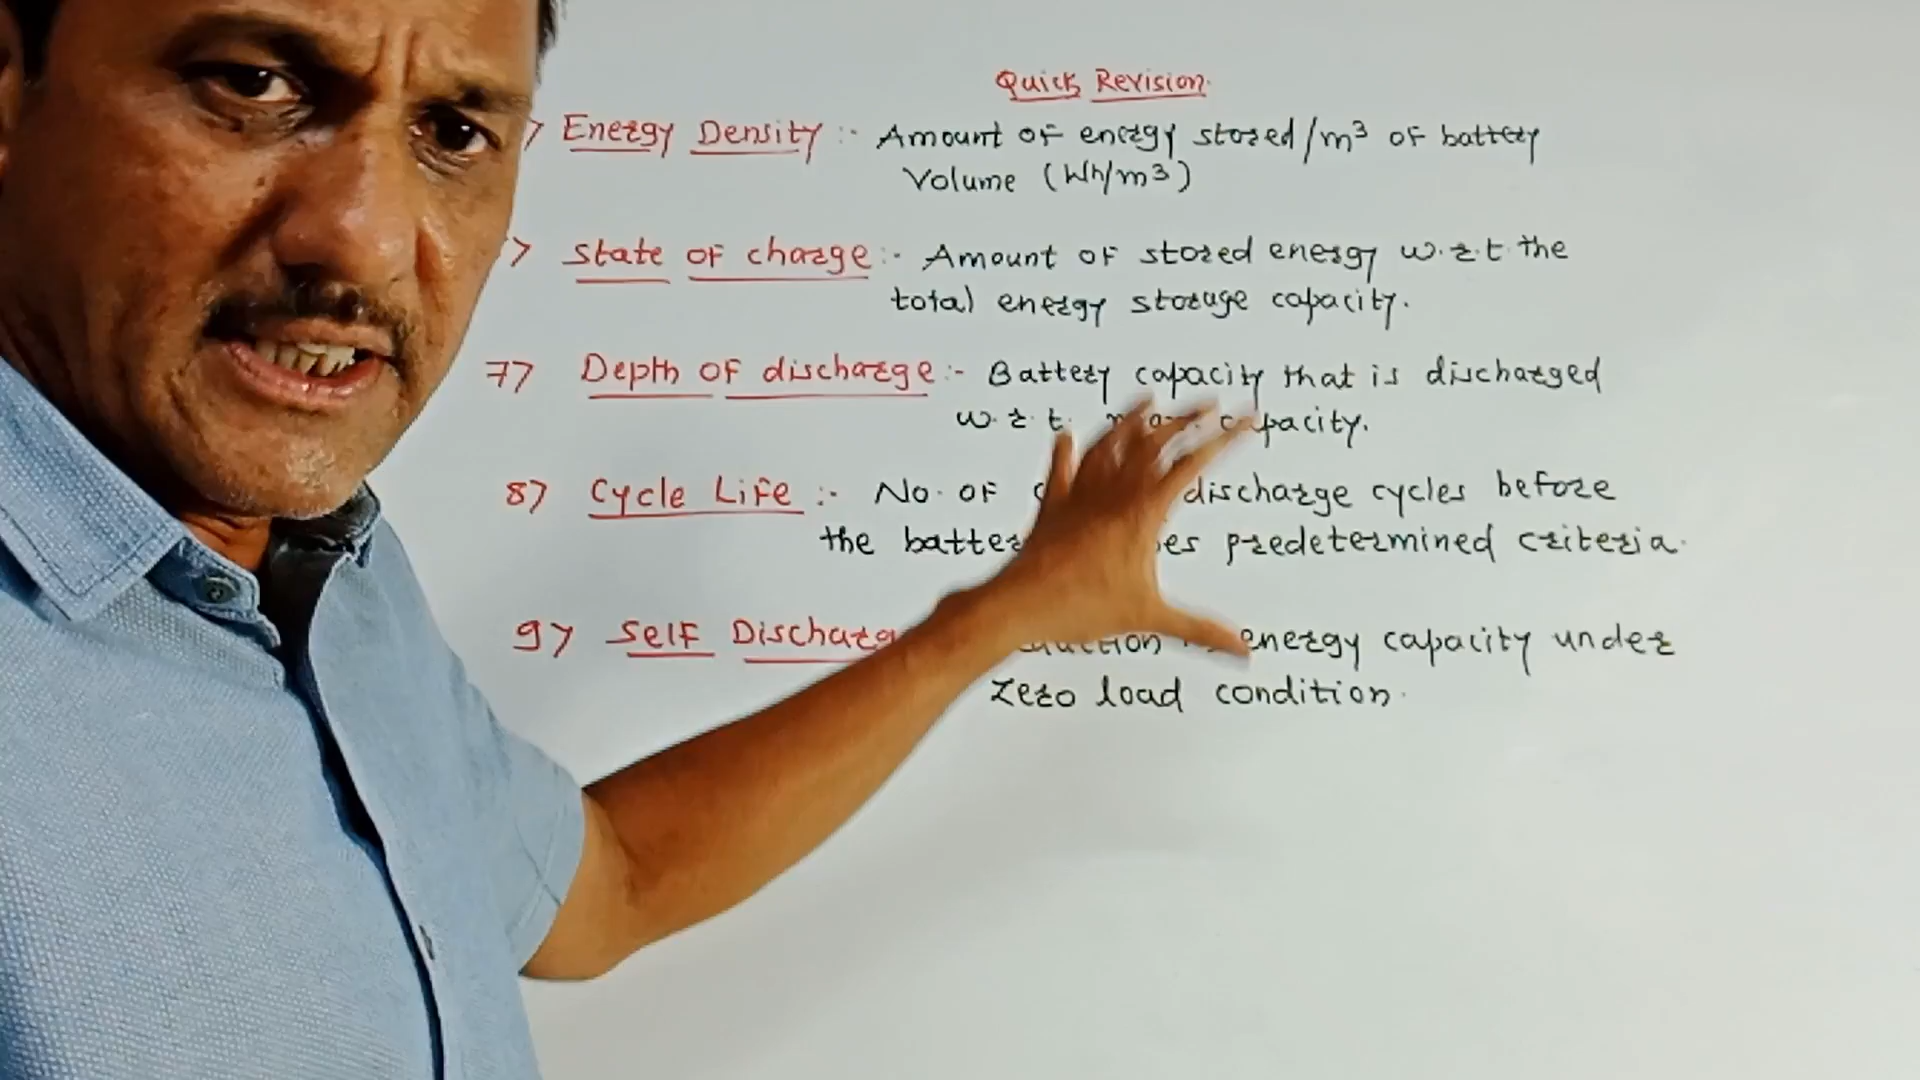 Quick Revision
> Energy Density :- Amount of energy stored/m³ of battery
Volume (Wh/m³)
> State of charge :- Amount of stored energy w.r.t. the
total energy storage capacity.
7> Depth of discharge :- Battery capacity that is discharged
w.r.t. capacity.
8> Cycle Life :- No. of discharge cycles before
the predetermined criteria.
9> Self energy capacity under
Zero load condition.